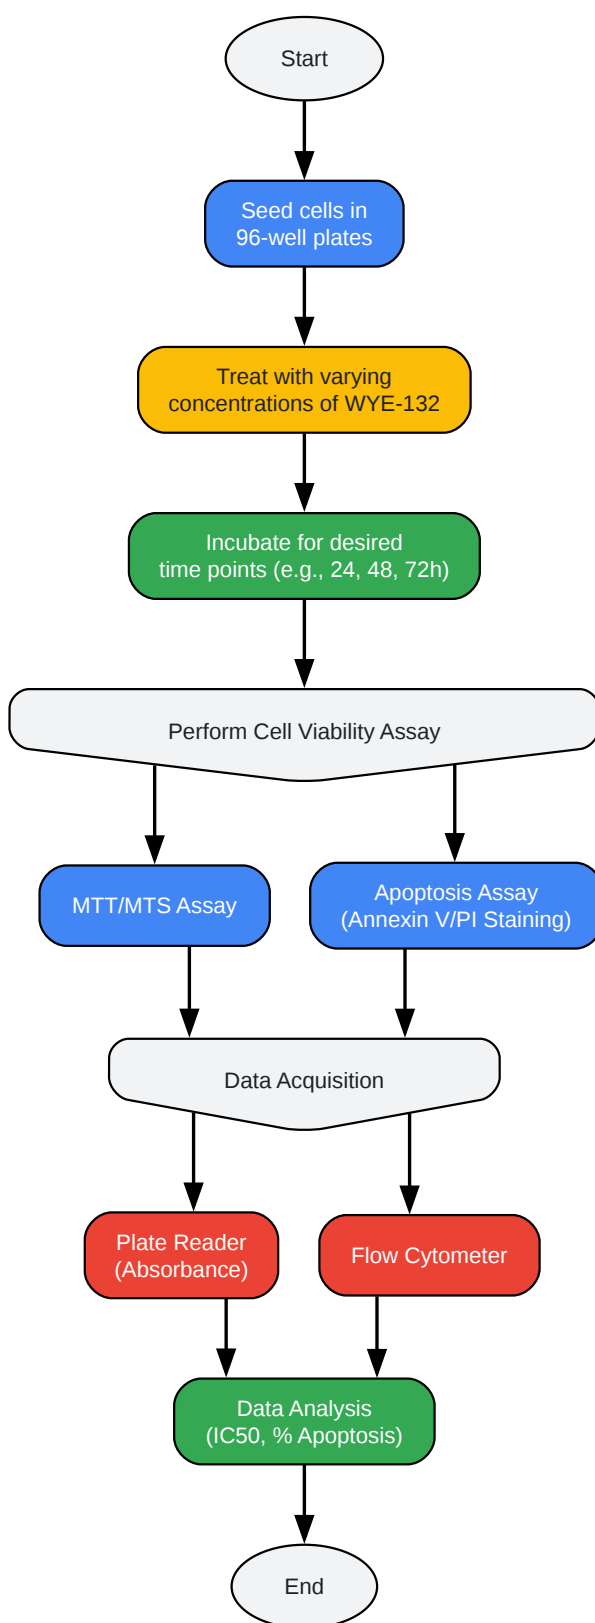 Start
Seed cells in
96-well plates
Treat with varying
concentrations of WYE-132
Incubate for desired
time points (e.g., 24, 48, 72h)
Perform Cell Viability Assay
MTT/MTS Assay
Apoptosis Assay
(Annexin V/PI Staining)
Data Acquisition
Plate Reader
(Absorbance)
Flow Cytometer
Data Analysis
(IC50, % Apoptosis)
End